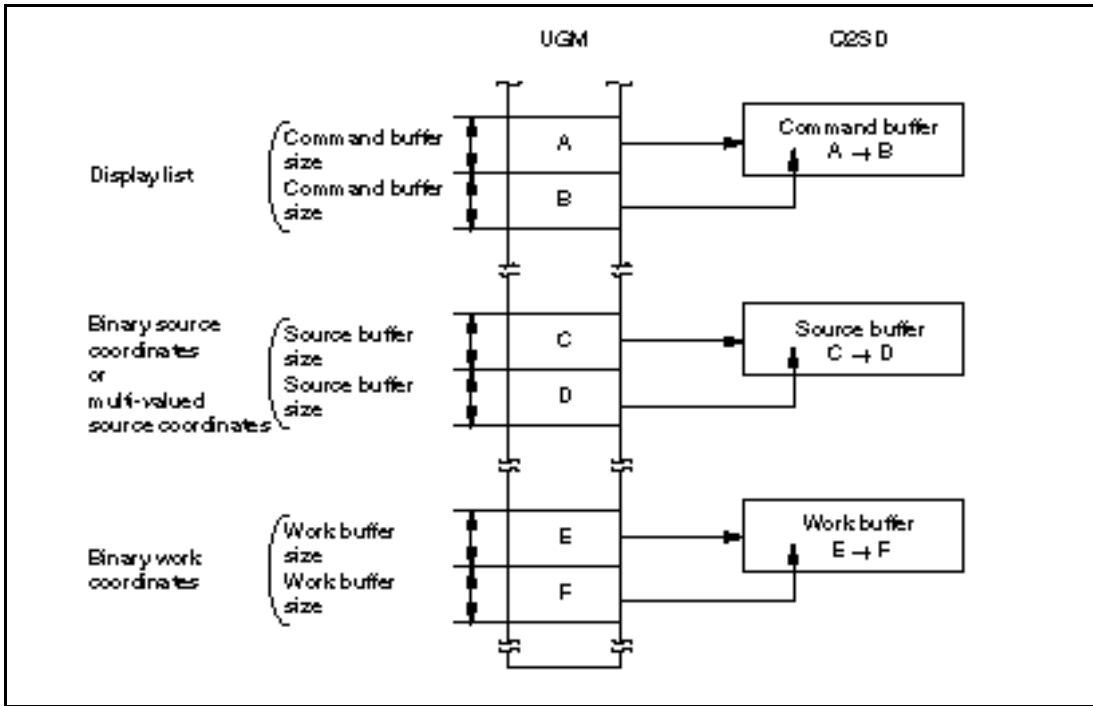 UGM
Q2SD
Display list
Command buffer
size
Command buffer
size
A
B
Command buffer
A → B
Binary source
coordinates
or
multi-valued
source coordinates
Source buffer
size
Source buffer
size
C
D
Source buffer
C → D
Binary work
coordinates
Work buffer
size
Work buffer
size
E
F
Work buffer
E → F